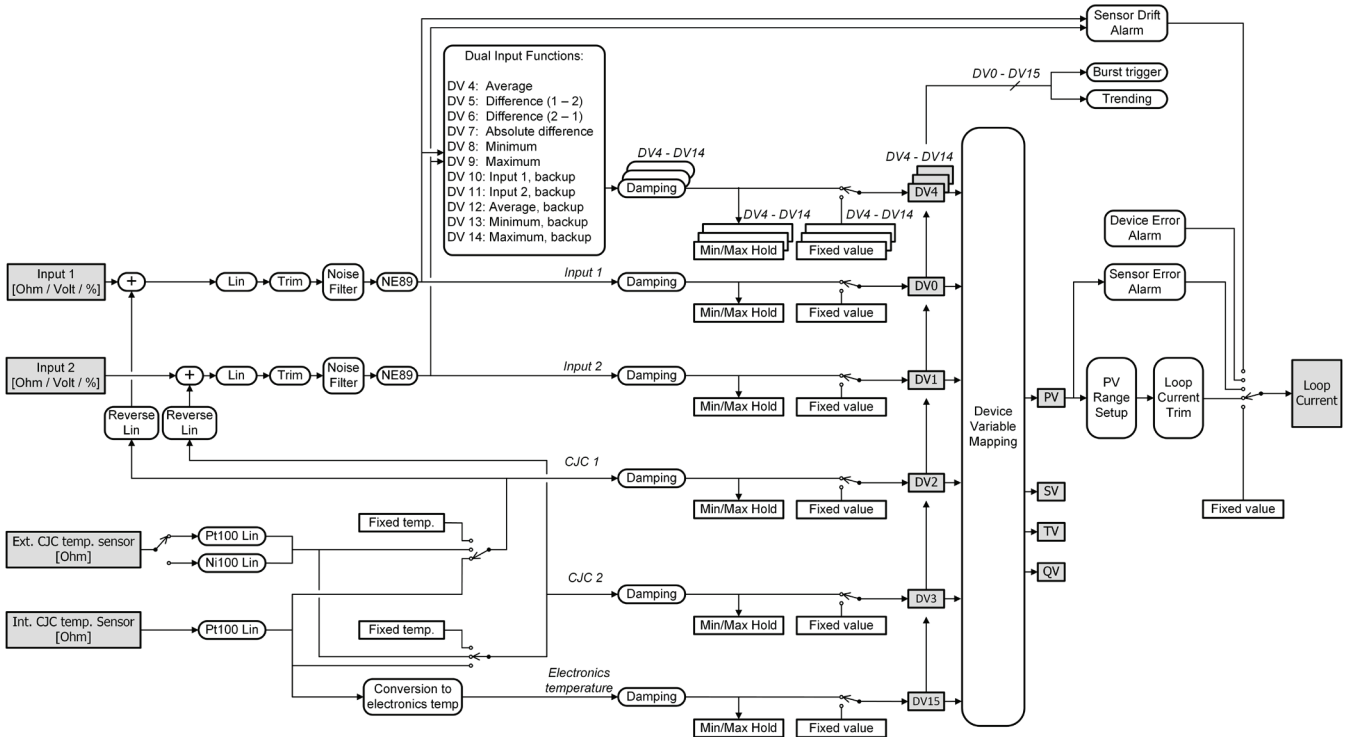 Sensor Drift
Alarm
Dual Input Functions:
DV 4: Average
DV 5: Difference (1 – 2)
DV 6: Difference (2 – 1)
DV 7: Absolute difference
DV 8: Minimum
DV 9: Maximum
DV 10: Input 1, backup
DV 11: Input 2, backup
DV 12: Average, backup
DV 13: Minimum, backup
DV 14: Maximum, backup
DV0 - DV15
Burst trigger
Trending
DV4 - DV14
Damping
DV4 - DV14
DV4
DV4 - DV14
DV4 - DV14
Min/Max Hold
Fixed value
Device Error
Alarm
Input 1
[Ohm / Volt / %]
+
Lin
Trim
Noise
Filter
NE89
Input 1
Damping
DV0
Min/Max Hold
Fixed value
Sensor Error
Alarm
Input 2
[Ohm / Volt / %]
+
Lin
Trim
Noise
Filter
NE89
Input 2
Damping
DV1
Min/Max Hold
Fixed value
Device
Variable
Mapping
PV
PV
Range
Setup
Loop
Current
Trim
Loop
Current
Reverse
Lin
Reverse
Lin
CJC 1
Damping
DV2
Min/Max Hold
Fixed value
SV
TV
QV
Fixed value
Ext. CJC temp. sensor
[Ohm]
Pt100 Lin
Ni100 Lin
Fixed temp.
CJC 2
Damping
DV3
Min/Max Hold
Fixed value
Int. CJC temp. Sensor
[Ohm]
Pt100 Lin
Fixed temp.
Conversion to
electronics temp
Electronics
temperature
Damping
DV15
Min/Max Hold
Fixed value